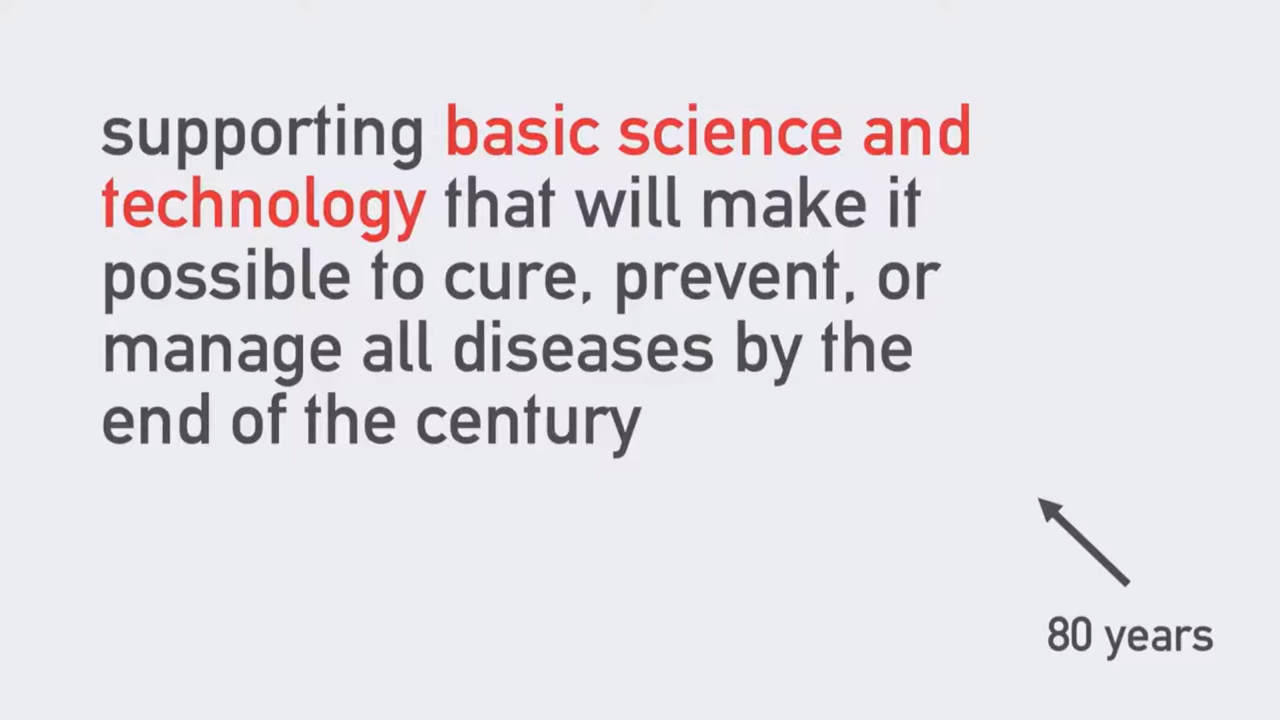 supporting basic science and
technology that will make it
possible to cure, prevent, or
manage all diseases by the
end of the century
80 years